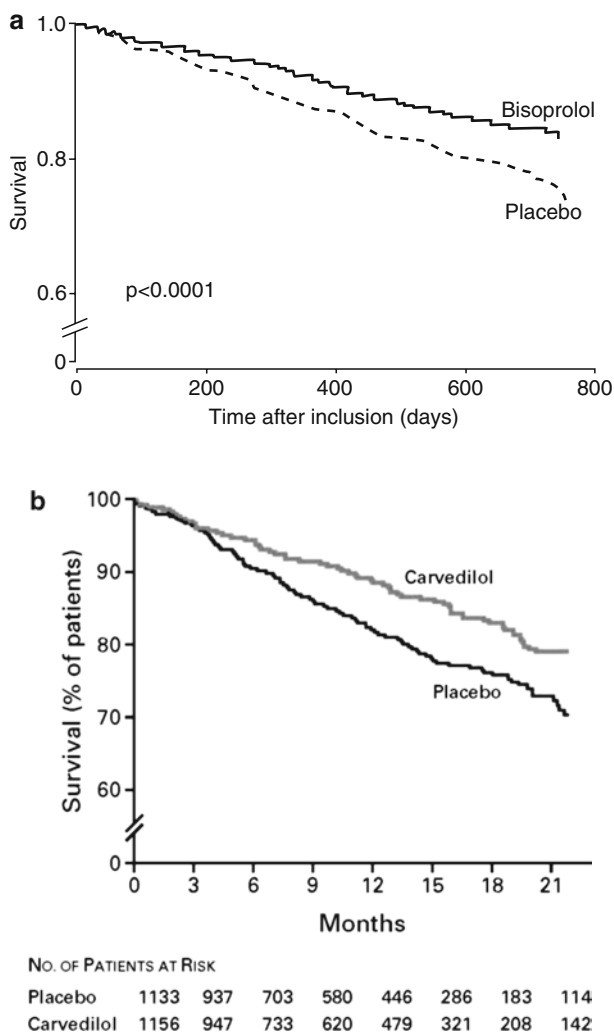 a
1.0
Bisoprolol
0.8
Survival
Placebo
0.6
p<0.0001
0
0 200 400 600 800
Time after inclusion (days)
b
100
90
Carvedilol
80
Placebo
70
60
Survival (% of patients)
0
0 3 6 9 12 15 18 21
Months
NO. OF PATIENTS AT RISK
Placebo 1133 937 703 580 446 286 183 114
Carvedilol 1156 947 733 620 479 321 208 142